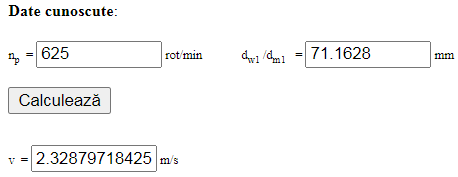 Date cunoscute:
np = 625 rot/min dw1/dm1 = 71.1628 mm
Calculează
v = 2.32879718425 m/s